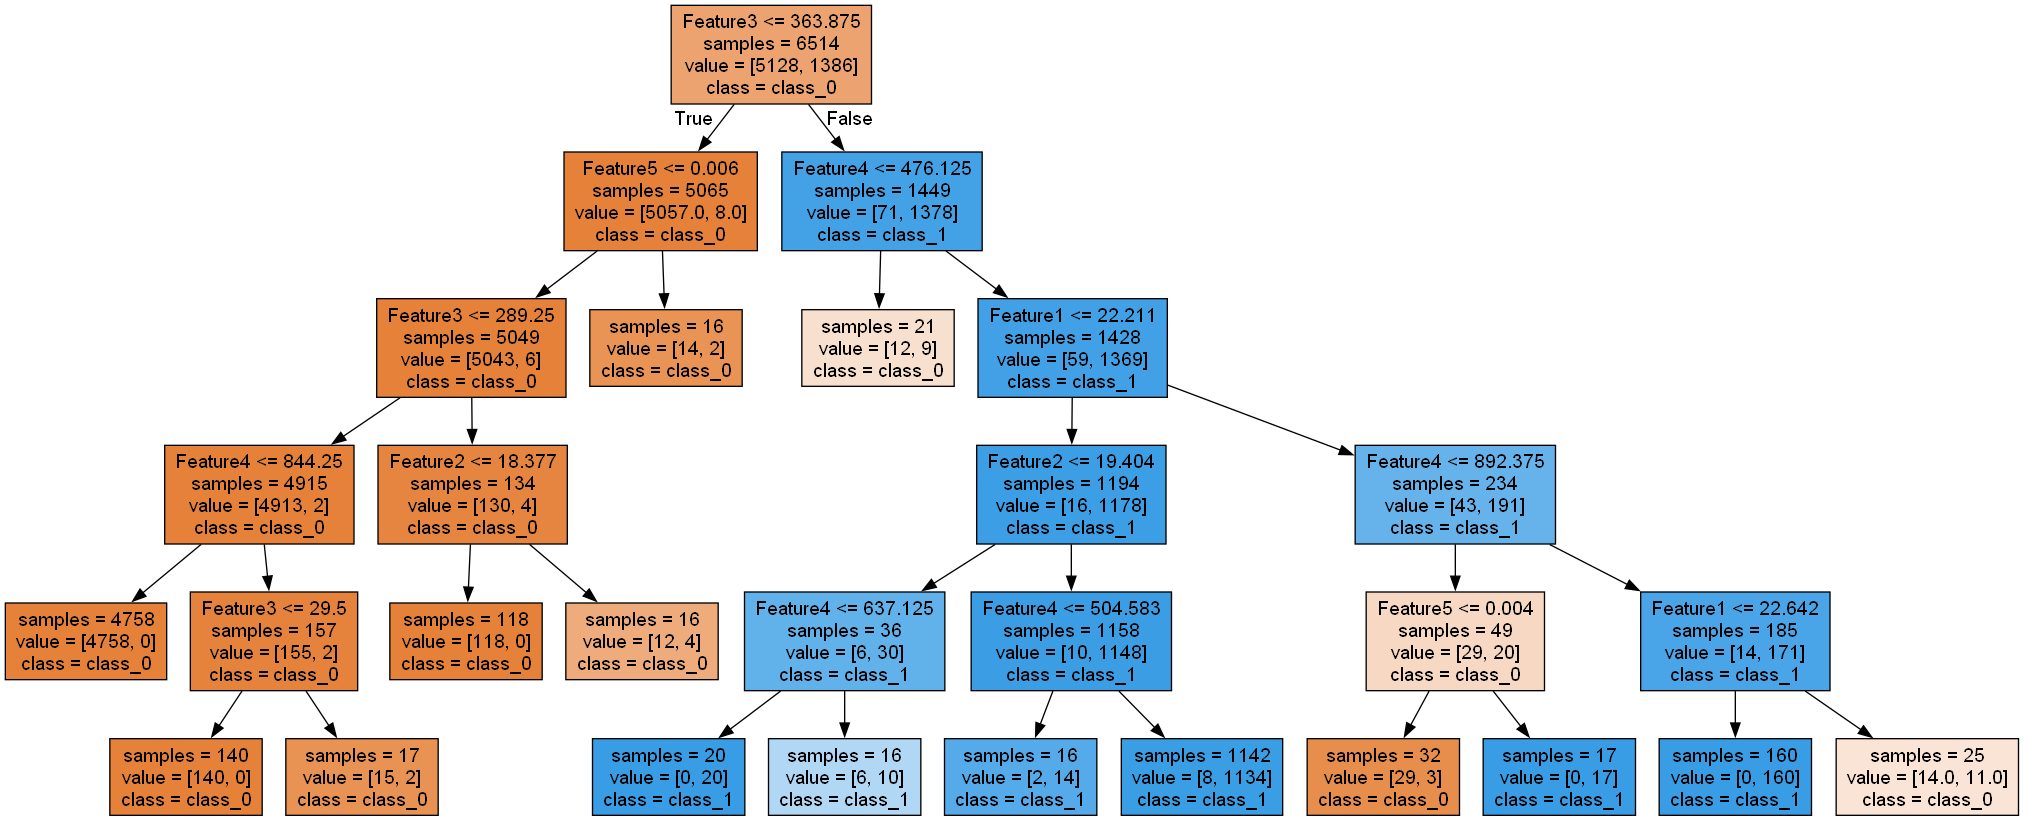 Feature3 <= 363.875
samples = 6514
value = [5128, 1386]
class = class_0
True
False
Feature5 <= 0.006
samples = 5065
value = [5057.0, 8.0]
class = class_0
Feature4 <= 476.125
samples = 1449
value = [71, 1378]
class = class_1
Feature3 <= 289.25
samples = 5049
value = [5043, 6]
class = class_0
samples = 16
value = [14, 2]
class = class_0
samples = 21
value = [12, 9]
class = class_0
Feature1 <= 22.211
samples = 1428
value = [59, 1369]
class = class_1
Feature4 <= 844.25
samples = 4915
value = [4913, 2]
class = class_0
Feature2 <= 18.377
samples = 134
value = [130, 4]
class = class_0
Feature2 <= 19.404
samples = 1194
value = [16, 1178]
class = class_1
Feature4 <= 892.375
samples = 234
value = [43, 191]
class = class_1
samples = 4758
value = [4758, 0]
class = class_0
Feature3 <= 29.5
samples = 157
value = [155, 2]
class = class_0
samples = 118
value = [118, 0]
class = class_0
samples = 16
value = [12, 4]
class = class_0
Feature4 <= 637.125
samples = 36
value = [6, 30]
class = class_1
Feature4 <= 504.583
samples = 1158
value = [10, 1148]
class = class_1
Feature5 <= 0.004
samples = 49
value = [29, 20]
class = class_0
Feature1 <= 22.642
samples = 185
value = [14, 171]
class = class_1
samples = 140
value = [140, 0]
class = class_0
samples = 17
value = [15, 2]
class = class_0
samples = 20
value = [0, 20]
class = class_1
samples = 16
value = [6, 10]
class = class_1
samples = 16
value = [2, 14]
class = class_1
samples = 1142
value = [8, 1134]
class = class_1
samples = 32
value = [29, 3]
class = class_0
samples = 17
value = [0, 17]
class = class_1
samples = 160
value = [0, 160]
class = class_1
samples = 25
value = [14.0, 11.0]
class = class_0